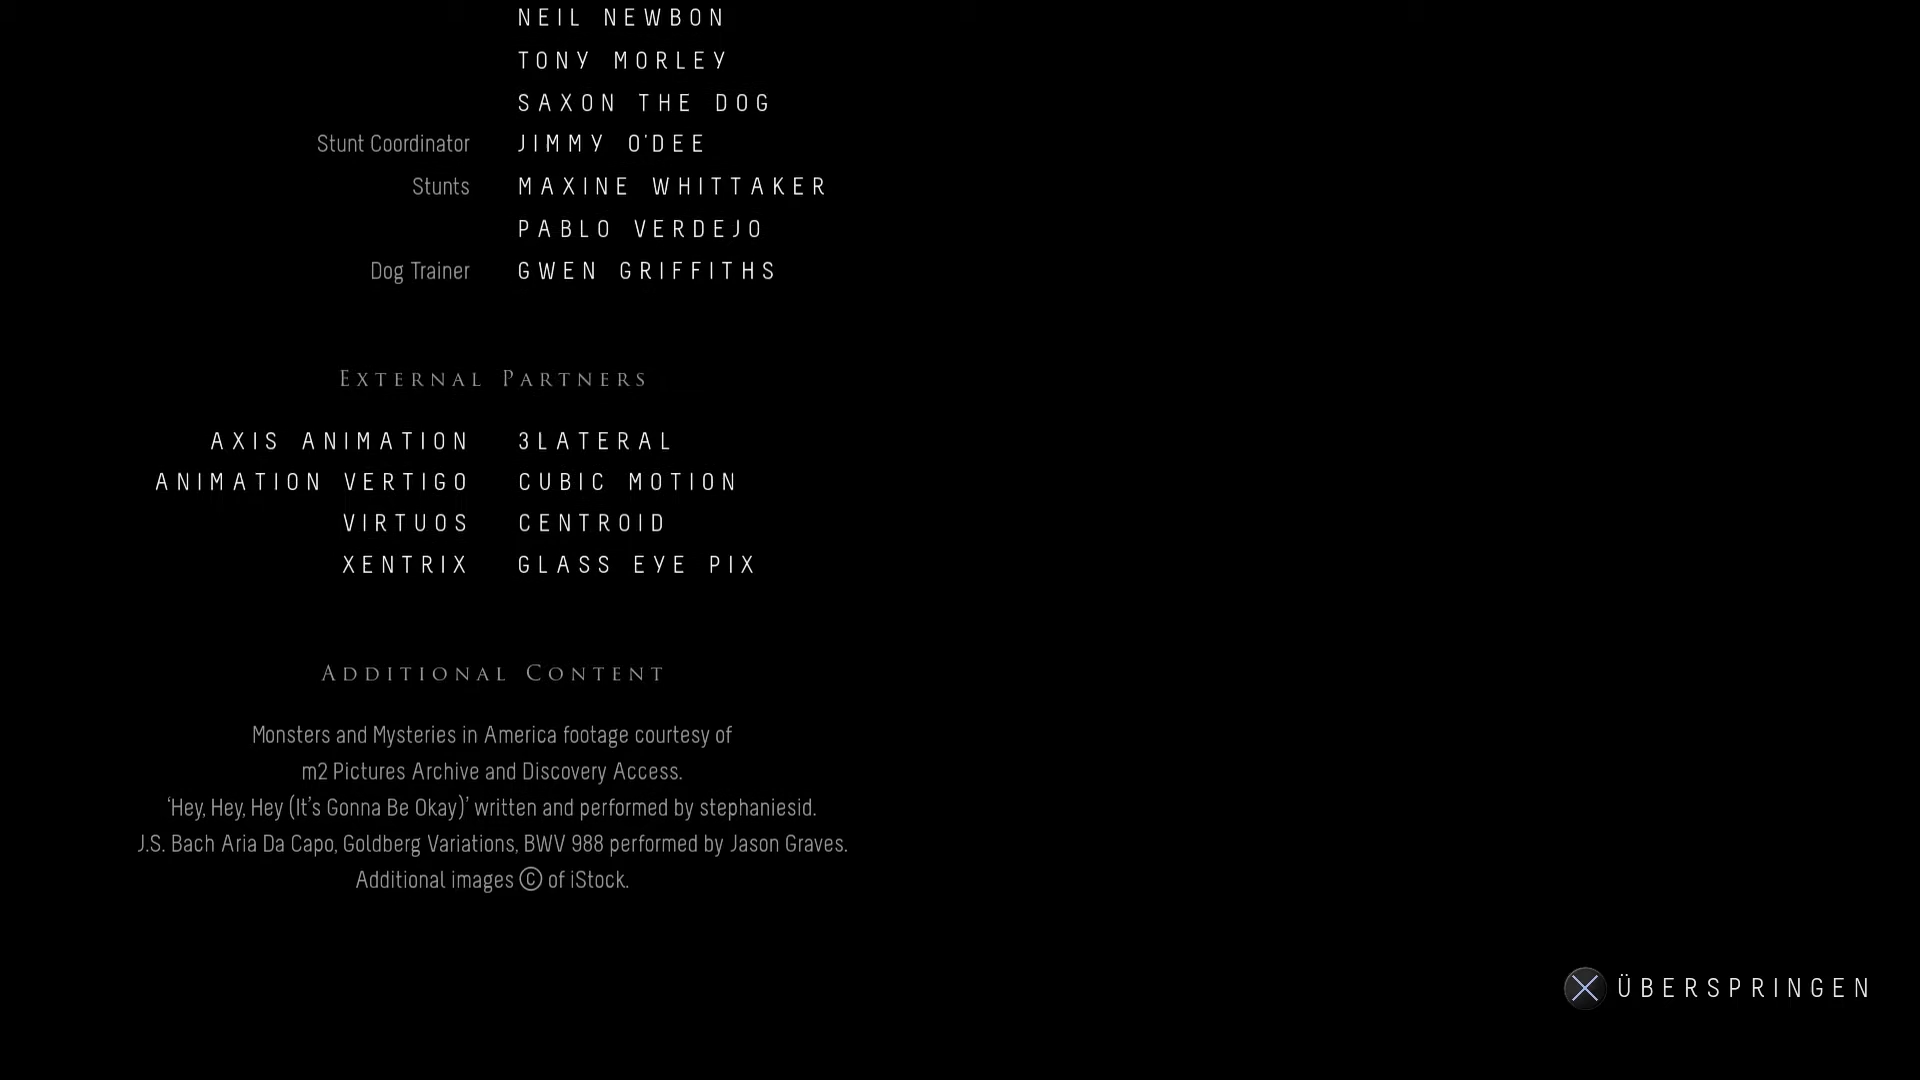 NEIL NEWBON
TONY MORLEY
SAXON THE DOG
Stunt Coordinator JIMMY O'DEE
Stunts MAXINE WHITTAKER
PABLO VERDEJO
Dog Trainer GWEN GRIFFITHS
EXTERNAL PARTNERS
AXIS ANIMATION 3LATERAL
ANIMATION VERTIGO CUBIC MOTION
VIRTUOS CENTROID
XENTRIX GLASS EYE PIX
ADDITIONAL CONTENT
Monsters and Mysteries in America footage courtesy of
m2 Pictures Archive and Discovery Access.
‘Hey, Hey, Hey (It’s Gonna Be Okay)’ written and performed by stephaniesid.
J.S. Bach Aria Da Capo, Goldberg Variations, BWV 988 performed by Jason Graves.
Additional images © of iStock.
ÜBERSPRINGEN